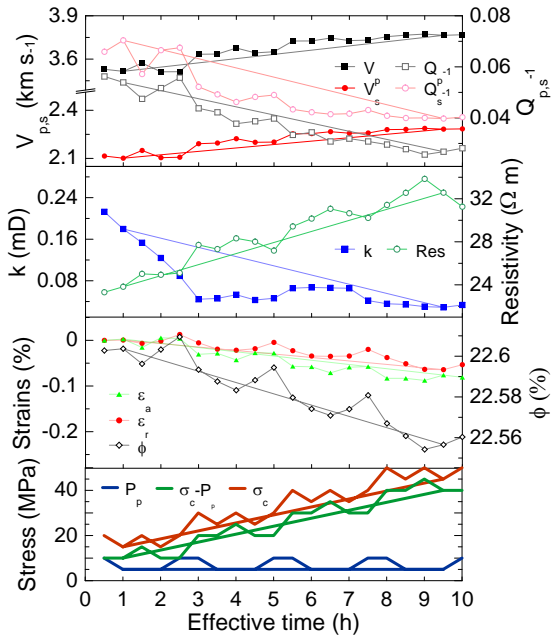 3.9
3.6
2.4
2.1
V p,s (km s-1)
0.08
0.06
0.04
Q p,s -1
V p
V s
Q p -1
Q s -1
0.24
0.16
0.08
k (mD)
32
28
24
Resistivity (Ω m)
k
Res
0
-0.1
-0.2
Strains (%)
22.6
22.58
22.56
ϕ (%)
ε a
ε r
ϕ
40
20
0
Stress (MPa)
P p
σ c -P p
σ c
0 1 2 3 4 5 6 7 8 9 10
Effective time (h)